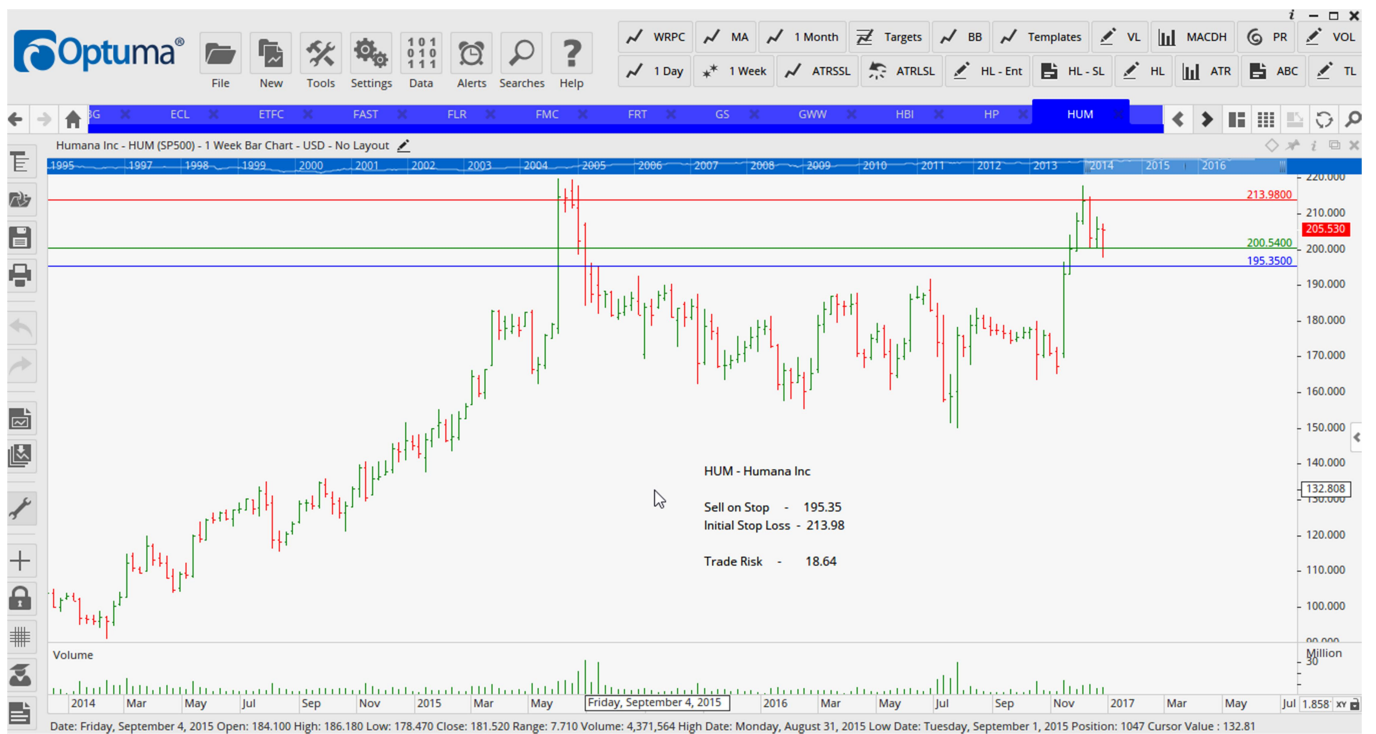 Optuma®
File New Tools Settings Data Alerts Searches Help
WRPC MA 1 Month Targets BB Templates VL MACDH PR VOL
1 Day 1 Week ATRSSL ATRLSL HL - Ent HL - SL HL ATR ABC TL
ECL ETFC FAST FLR FMC FRT GS GWW HBI HP HUM
Humana Inc - HUM (SP500) - 1 Week Bar Chart - USD - No Layout
1995 1997 1998 1999 2000 2001 2002 2003 2004 2005 2006 2007 2008 2009 2010 2011 2012 2013 2014 2015 2016
220.000
213.9800
210.000
205.530
200.5400
200.000
195.3500
190.000
180.000
170.000
160.000
150.000
140.000
HUM - Humana Inc
132.808
130.000
Sell on Stop - 195.35
Initial Stop Loss - 213.98
120.000
Trade Risk - 18.64
110.000
100.000
90.000
Volume
Million
30
2014 Mar May Jul Sep Nov 2015 Mar May Friday, September 4, 2015 2016 Mar May Jul Sep Nov 2017 Mar May Jul 1.858 XY
Date: Friday, September 4, 2015 Open: 184.100 High: 186.180 Low: 178.470 Close: 181.520 Range: 7.710 Volume: 4,371,564 High Date: Monday, August 31, 2015 Low Date: Tuesday, September 1, 2015 Position: 1047 Cursor Value : 132.81